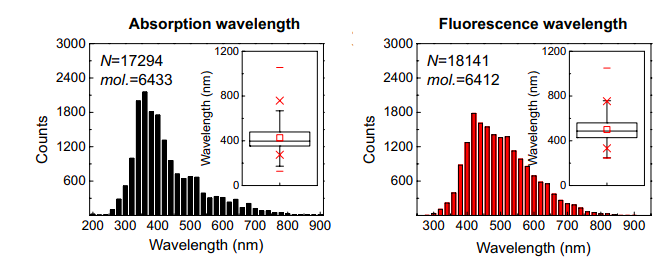 Absorption wavelength
N=17294
mol.=6433
Counts
3000
2400
1800
1200
600
200 300 400 500 600 700 800 900
Wavelength (nm)
Wavelength (nm)
1200
800
400
0
Fluorescence wavelength
N=18141
mol.=6412
Counts
3000
2400
1800
1200
600
300 400 500 600 700 800 900
Wavelength (nm)
Wavelength (nm)
1200
800
400
0